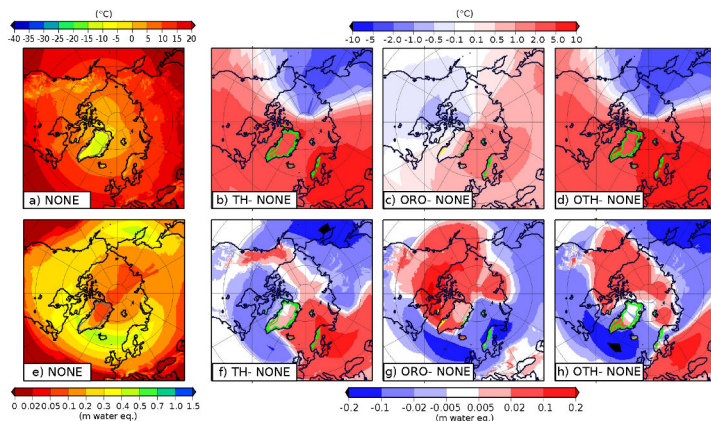 (°C)
-40-35-30-25-20-15-10 -5 0 5 10 15 20
(°C)
-10 -5 -2.0 -1.0 -0.5 -0.1 0.1 0.5 1.0 2.0 5.0 10
a) NONE
b) TH- NONE
c) ORO- NONE
d) OTH- NONE
e) NONE
f) TH- NONE
g) ORO- NONE
h) OTH- NONE
0 0.02 0.05 0.1 0.2 0.3 0.4 0.5 0.7 1.0 1.5
(m water eq.)
-0.2 -0.1 -0.02 -0.005 0.005 0.02 0.1 0.2
(m water eq.)